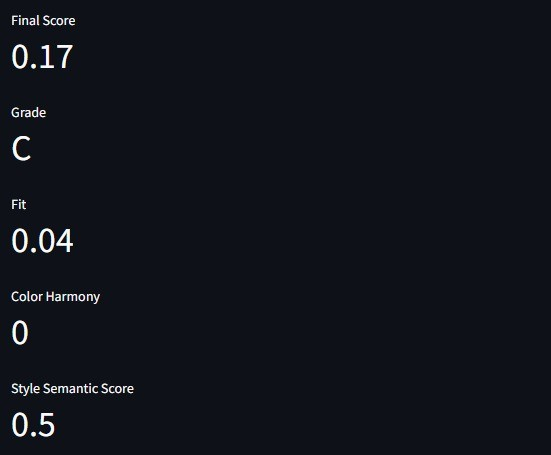 Final Score
0.17
Grade
C
Fit
0.04
Color Harmony
0
Style Semantic Score
0.5